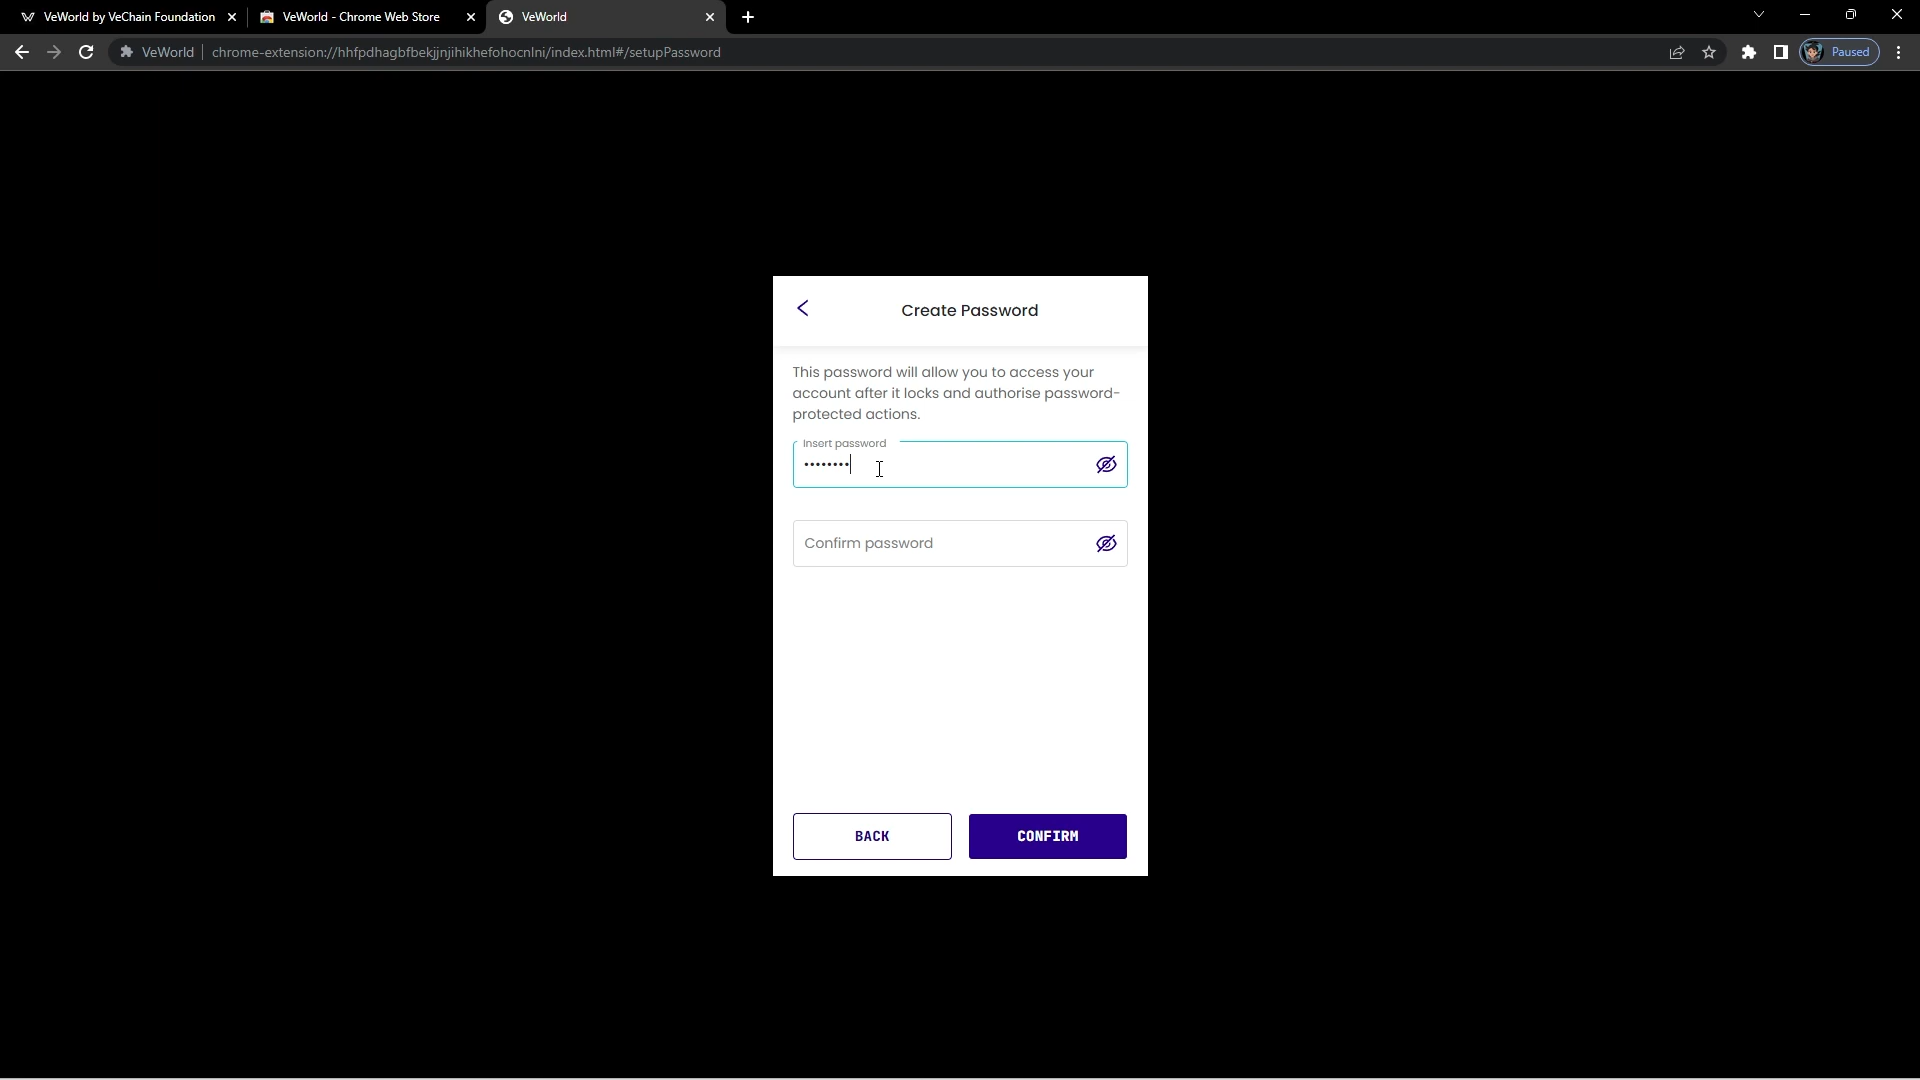 VeWorld by VeChain Foundation
VeWorld - Chrome Web Store
VeWorld
VeWorld
chrome-extension://hhfpdhagbfbekjjnjihikhefohocnlni/index.html#/setupPassword
Paused
Create Password
This password will allow you to access your
account after it locks and authorise password-
protected actions.
Insert password
••••••••
Confirm password
BACK
CONFIRM